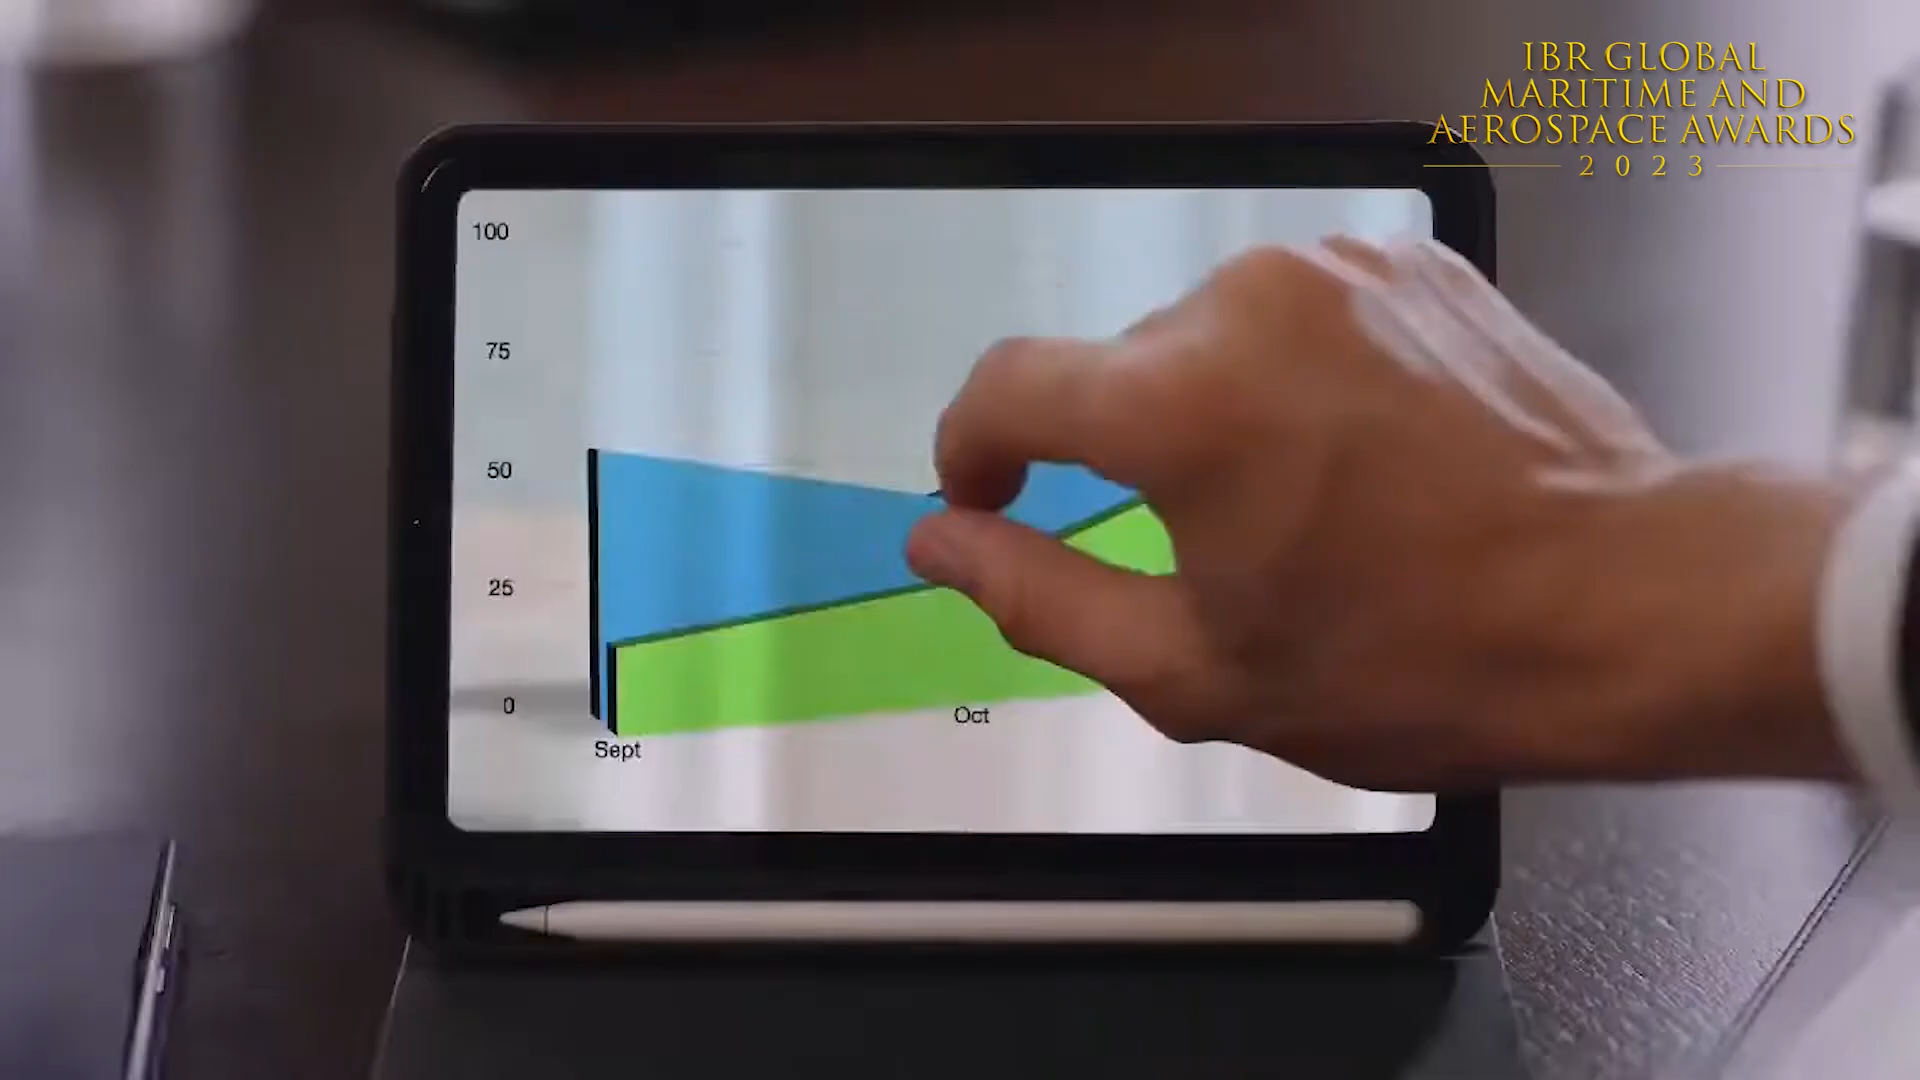 IBR GLOBAL
MARITIME AND
AEROSPACE AWARDS
2023
100
75
50
25
0
Oct
Sept